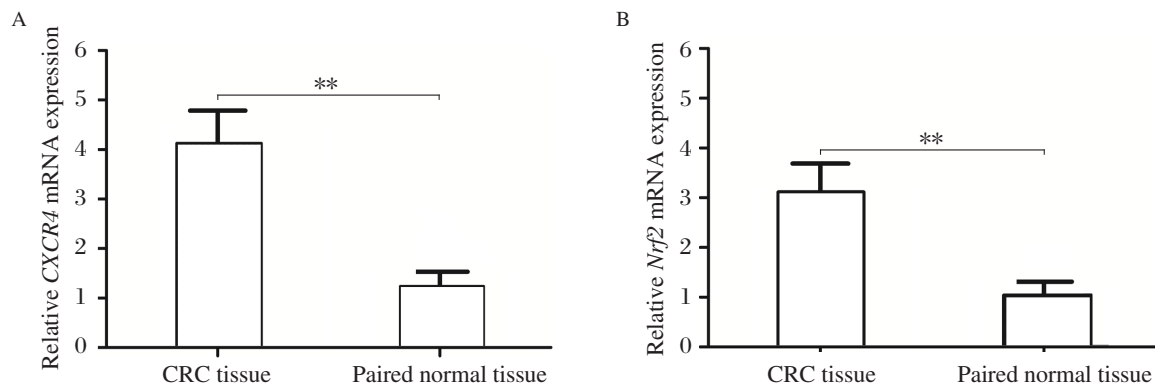 A
Relative CXCR4 mRNA expression
6
5
4
3
2
1
0
**
CRC tissue
Paired normal tissue
B
Relative Nrf2 mRNA expression
6
5
4
3
2
1
0
**
CRC tissue
Paired normal tissue